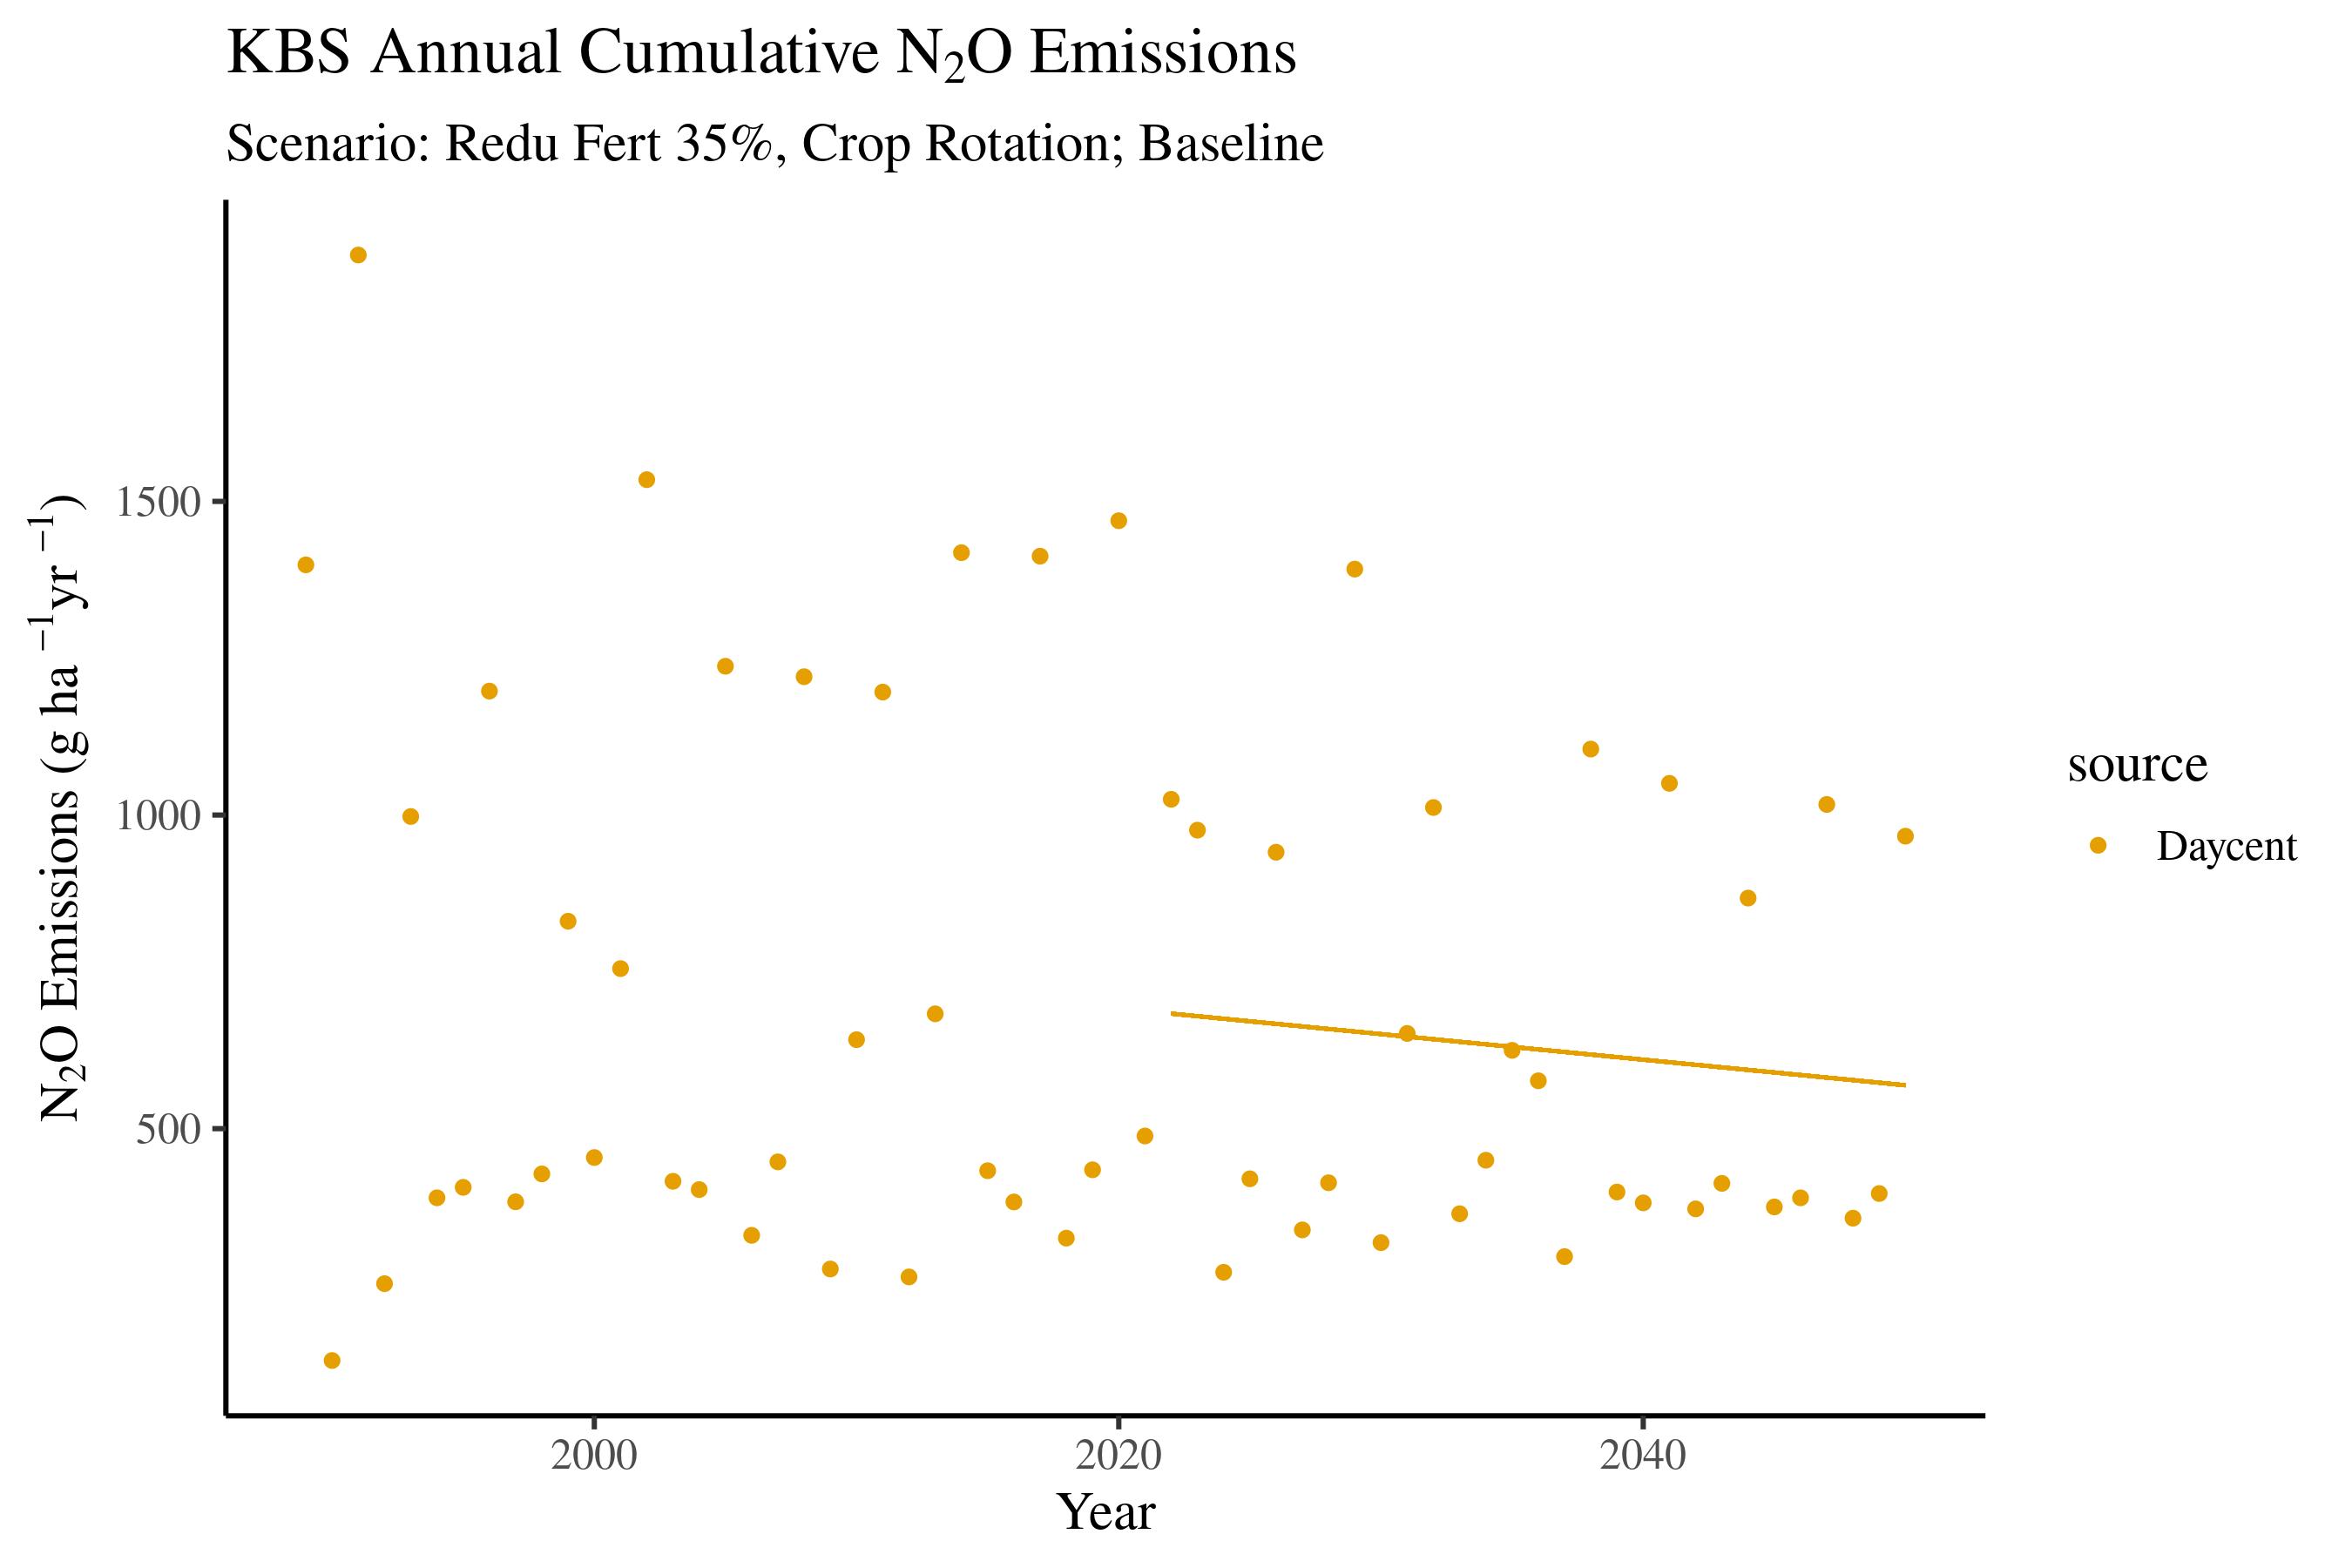 KBS Annual Cumulative N₂O Emissions
Scenario: Redu Fert 35%, Crop Rotation; Baseline
N₂O Emissions (g ha⁻¹yr⁻¹)
1500
1000
500
2000
2020
2040
Year
source
Daycent